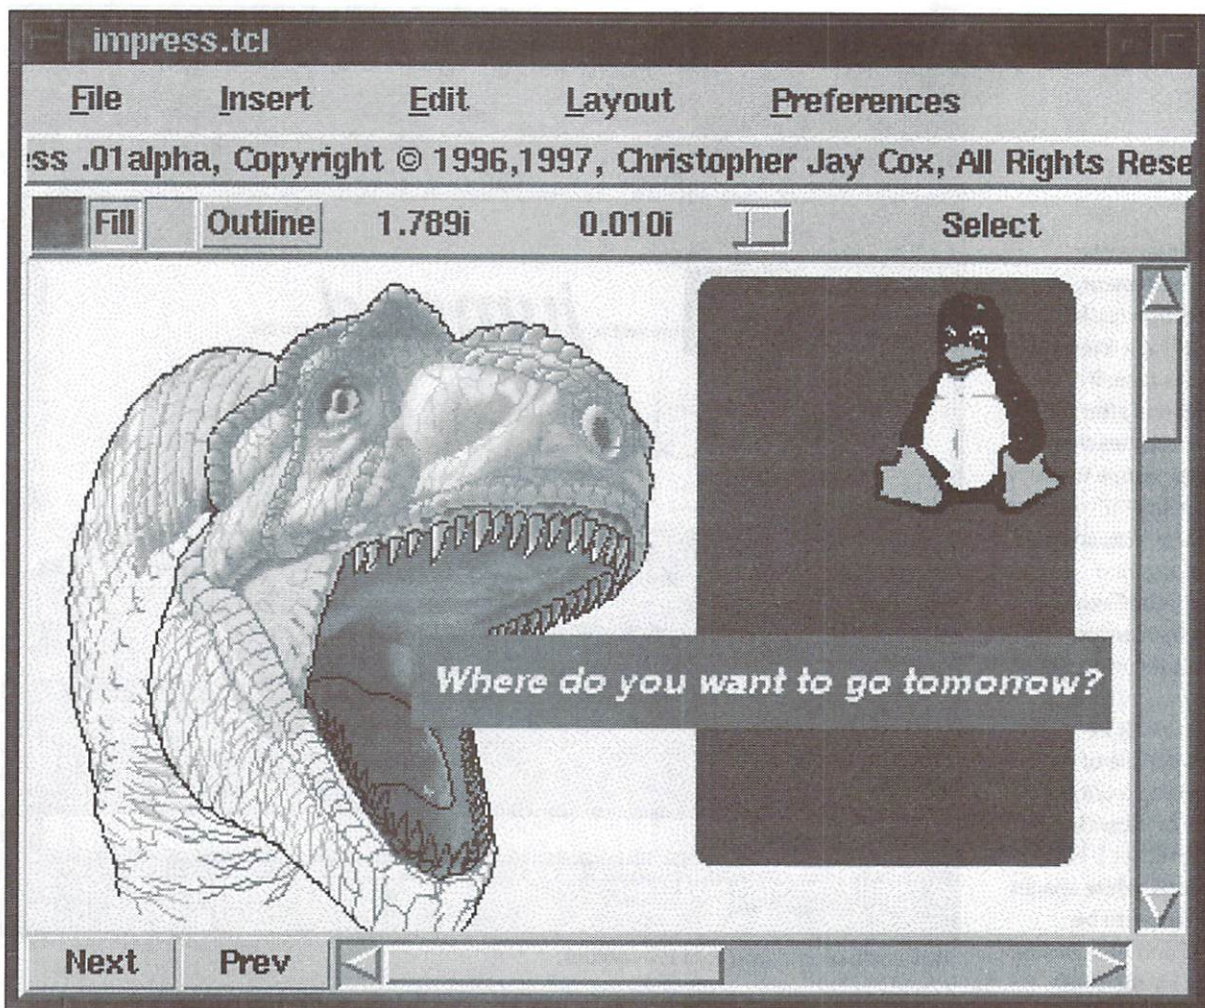 impress.tcl
File Insert Edit Layout Preferences
ss .01alpha, Copyright © 1996,1997, Christopher Jay Cox, All Rights Rese
Fill Outline 1.789i 0.010i Select
Where do you want to go tomonow?
Next Prev